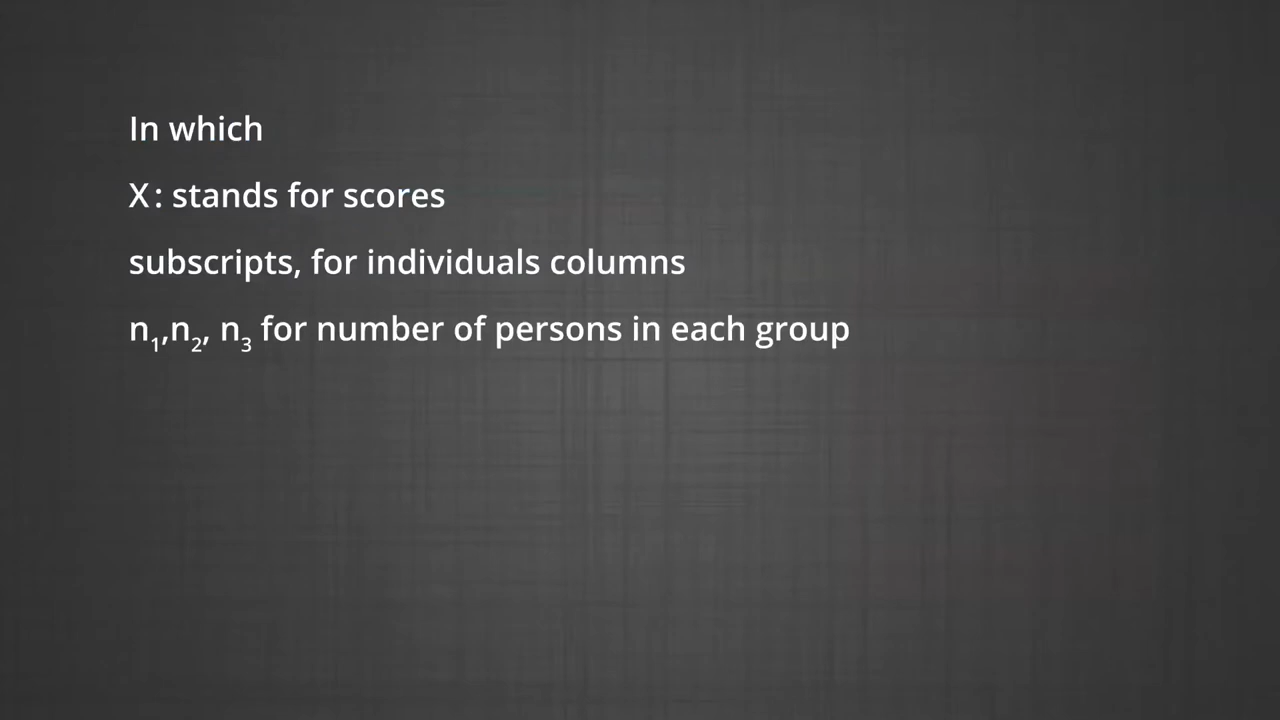 In which
X : stands for scores
subscripts, for individuals columns
n₁,n₂, n₃ for number of persons in each group